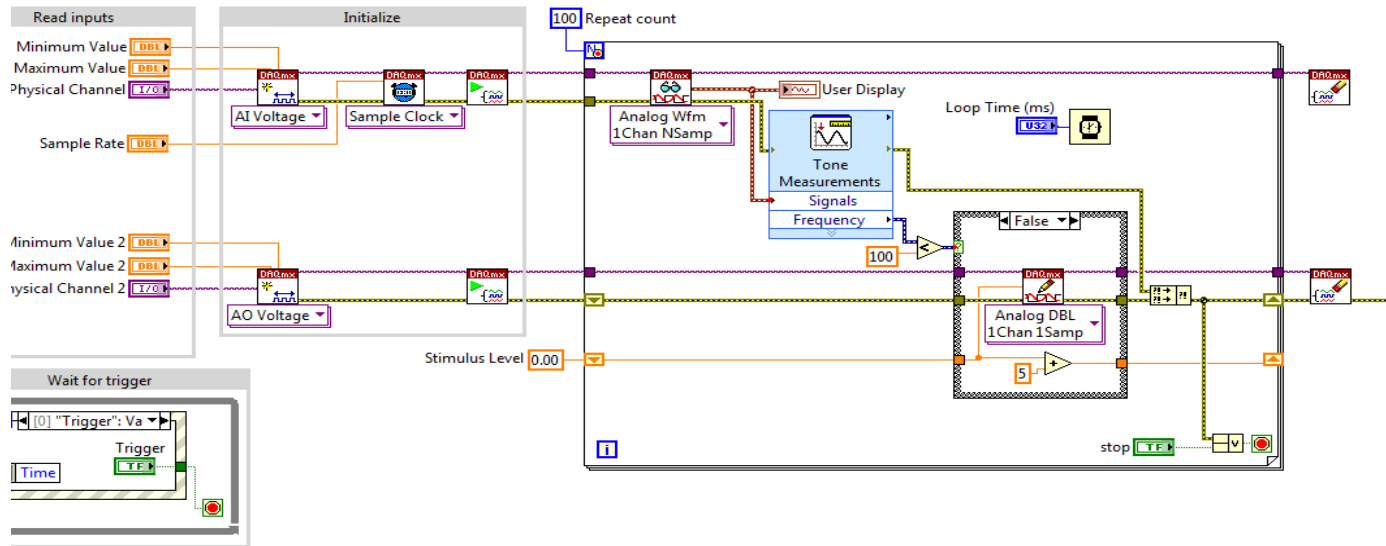 Read inputs
Minimum Value DBL
Maximum Value DBL
Physical Channel I/O
Sample Rate DBL
Minimum Value 2 DBL
Maximum Value 2 DBL
ysical Channel 2 I/O
Initialize
DAQmx
AI Voltage
DAQmx
Sample Clock
DAQmx
DAQmx
AO Voltage
DAQmx
Stimulus Level 0.00
100 Repeat count
N
DAQmx
Analog Wfm
1Chan NSamp
User Display
Tone
Measurements
Signals
Frequency
100
<
Loop Time (ms)
U32
False
?
DAQmx
Analog DBL
1Chan 1Samp
5
+
?!
stop TF
V
i
DAQmx
DAQmx
Wait for trigger
[0] "Trigger": Va
Trigger
TF
Time